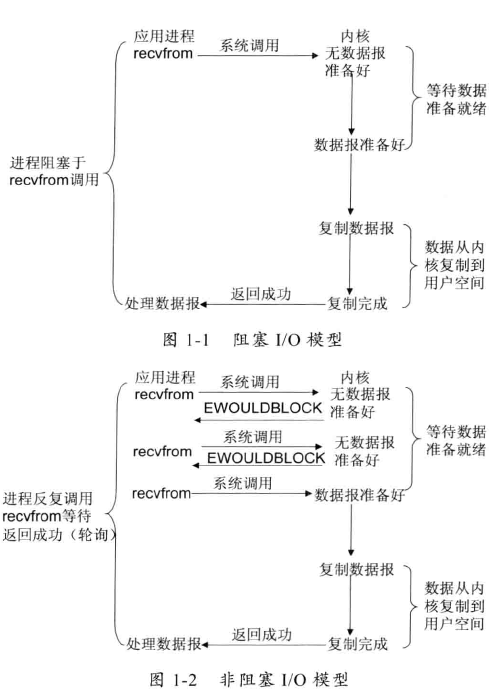 应用进程
recvfrom
系统调用
内核
无数据报
准备好
等待数据
准备就绪
数据报准备好
进程阻塞于
recvfrom调用
复制数据报
数据从内
核复制到
用户空间
处理数据报
返回成功
复制完成
图 1-1 阻塞 I/O 模型
应用进程
recvfrom
系统调用
内核
无数据报
准备好
EWOULDBLOCK
recvfrom
系统调用
无数据报
准备好
EWOULDBLOCK
等待数据
准备就绪
recvfrom
系统调用
数据报准备好
进程反复调用
recvfrom等待
返回成功（轮询）
复制数据报
数据从内
核复制到
用户空间
处理数据报
返回成功
复制完成
图 1-2 非阻塞 I/O 模型